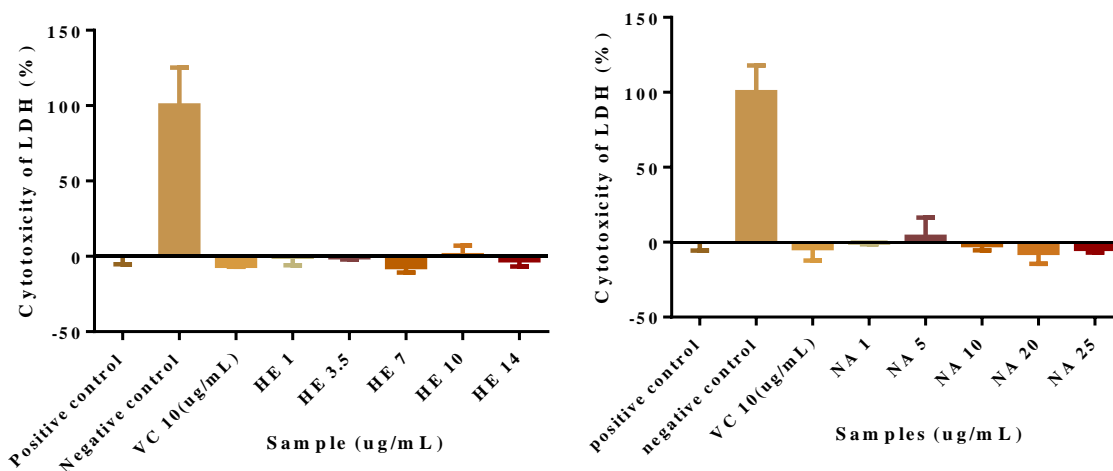 Cytotoxicity of LDH (%)
150
100
50
0
-50
Positive control
Negative control
VC 10(ug/mL)
HE 1
HE 3.5
HE 7
HE 10
HE 14
Sample (ug/mL)
Cytotoxicity of LDH (%)
150
100
50
0
-50
positive control
negative control
VC 10(ug/mL)
NA 1
NA 5
NA 10
NA 20
NA 25
Samples (ug/mL)